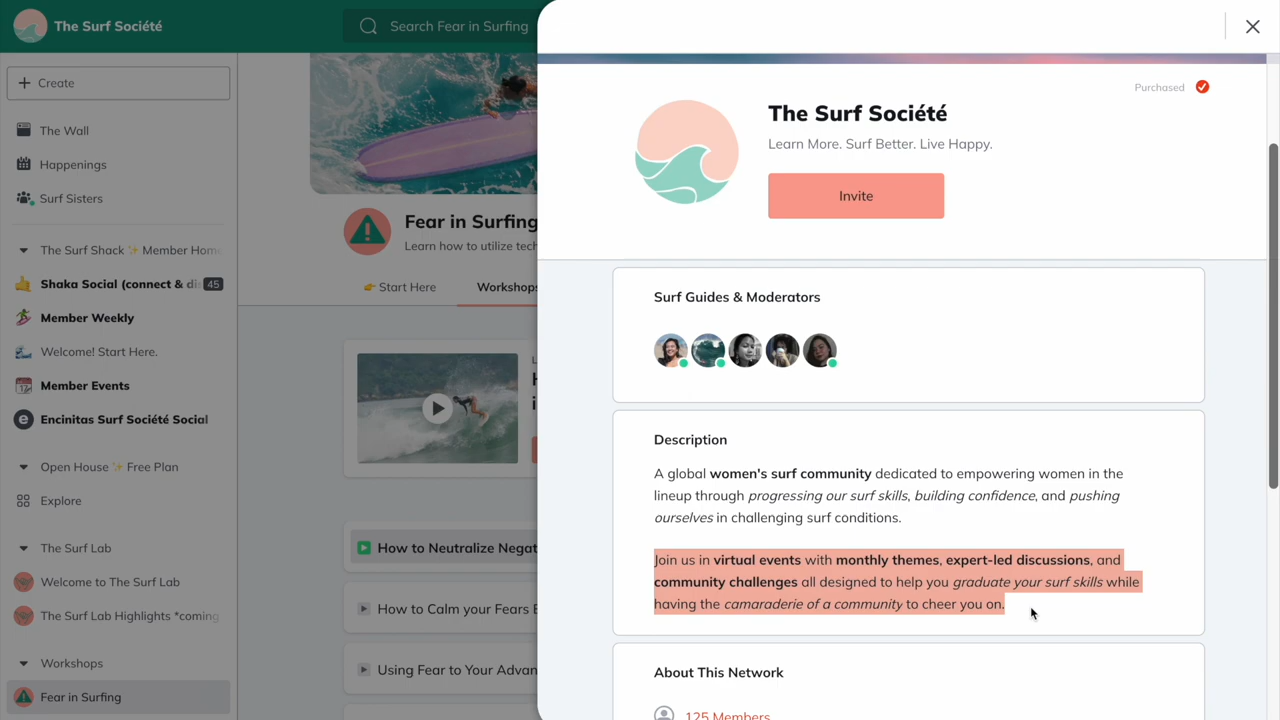 The Surf Société
Search Fear in Surfing
Create
The Wall
Happenings
Surf Sisters
The Surf Shack ✨ Member Home
Shaka Social (connect & di
45
Member Weekly
Welcome! Start Here.
Member Events
Encinitas Surf Société Social
Open House ✨ Free Plan
Explore
The Surf Lab
Welcome to The Surf Lab
The Surf Lab Highlights *coming
Workshops
Fear in Surfing
Fear in Surfing
Learn how to utilize tech
👉 Start Here
Workshops
How to Neutralize Negat
How to Calm your Fears B
Using Fear to Your Advan
Purchased
The Surf Société
Learn More. Surf Better. Live Happy.
Invite
Surf Guides & Moderators
Description
A global women's surf community dedicated to empowering women in the
lineup through progressing our surf skills, building confidence, and pushing
ourselves in challenging surf conditions.
Join us in virtual events with monthly themes, expert-led discussions, and
community challenges all designed to help you graduate your surf skills while
having the camaraderie of a community to cheer you on.
About This Network
125 Members